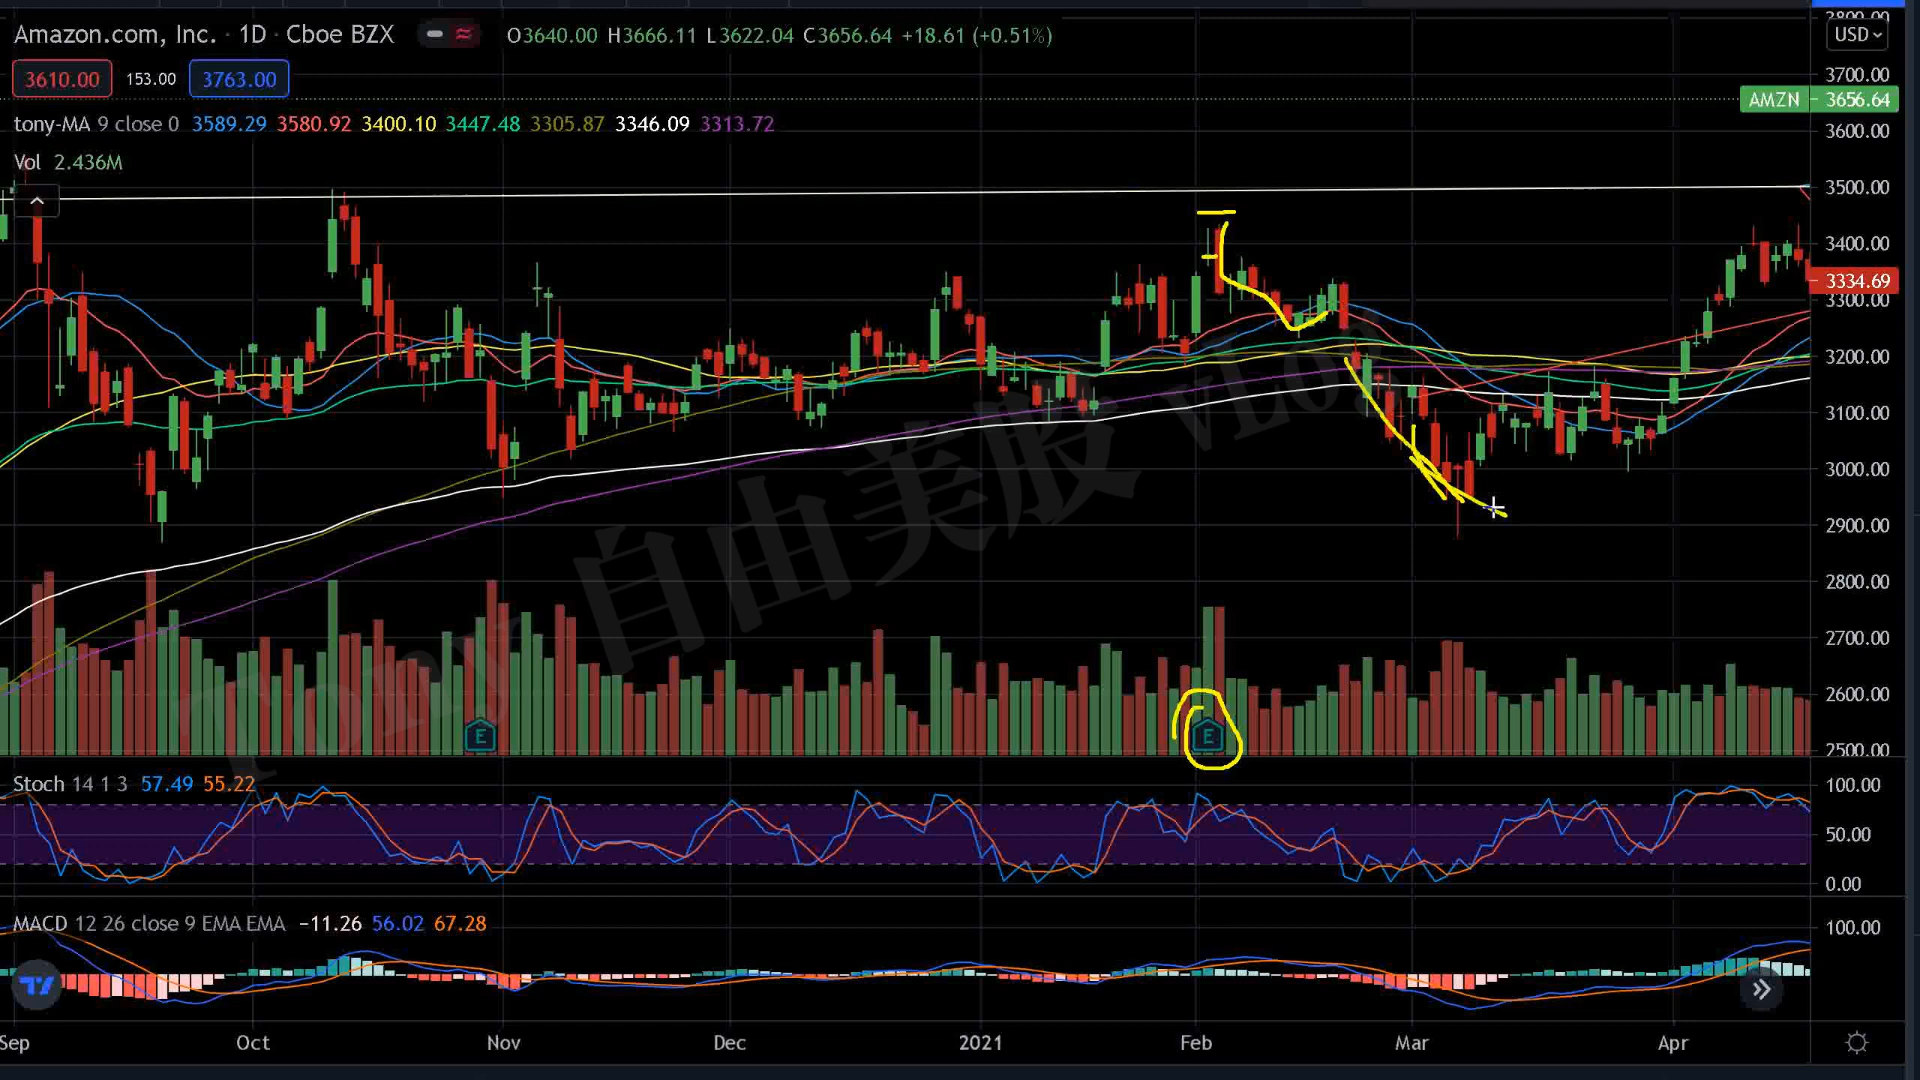 Amazon.com, Inc. · 1D · Cboe BZX O3640.00 H3666.11 L3622.04 C3656.64 +18.61 (+0.51%)
3800.00
USD
3610.00 153.00 3763.00
3700.00
AMZN 3656.64
tony-MA 9 close 0 3589.29 3580.92 3400.10 3447.48 3305.87 3346.09 3313.72
3600.00
Vol 2.436M
3500.00
3400.00
3334.69
3300.00
3200.00
3100.00
3000.00
2900.00
2800.00
2700.00
2600.00
2500.00
Tony 自由美股 vLog
E E
Stoch 14 1 3 57.49 55.22
100.00
50.00
0.00
MACD 12 26 close 9 EMA EMA −11.26 56.02 67.28
100.00
Sep Oct Nov Dec 2021 Feb Mar Apr